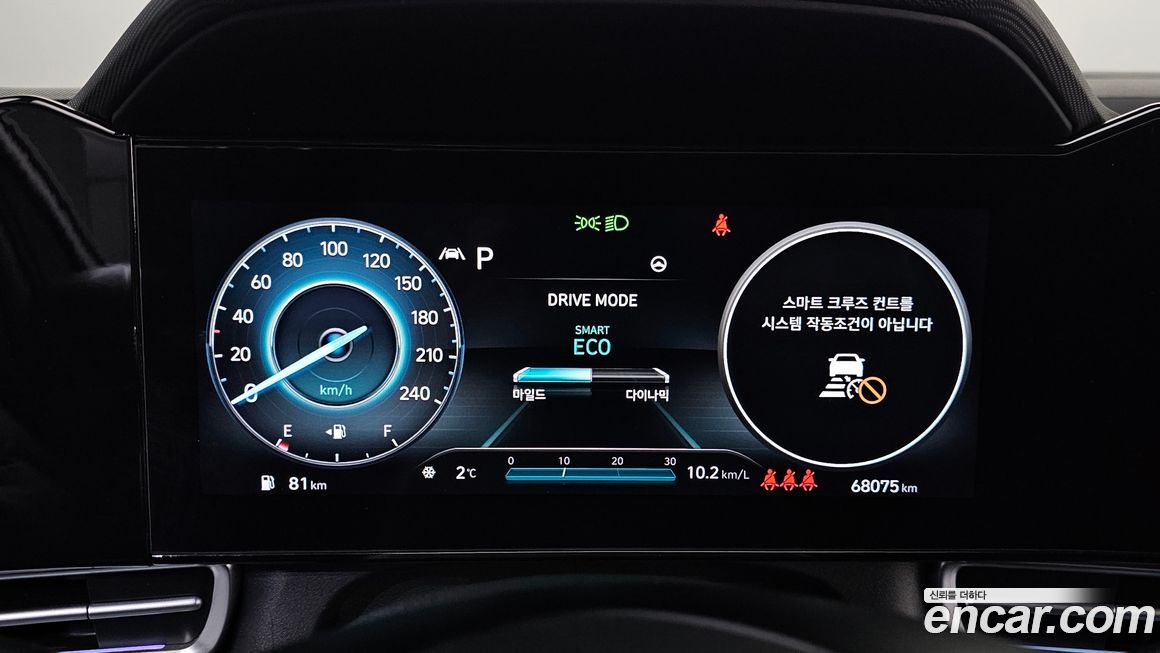 0
20
40
60
80
100
120
150
180
210
240
km/h
E
F
81 km
P
DRIVE MODE
SMART
ECO
마일드
다이나믹
2℃
0
10
20
30
10.2 km/L
스마트 크루즈 컨트롤
시스템 작동조건이 아닙니다
68075 km
신뢰를 더하다
encar.com